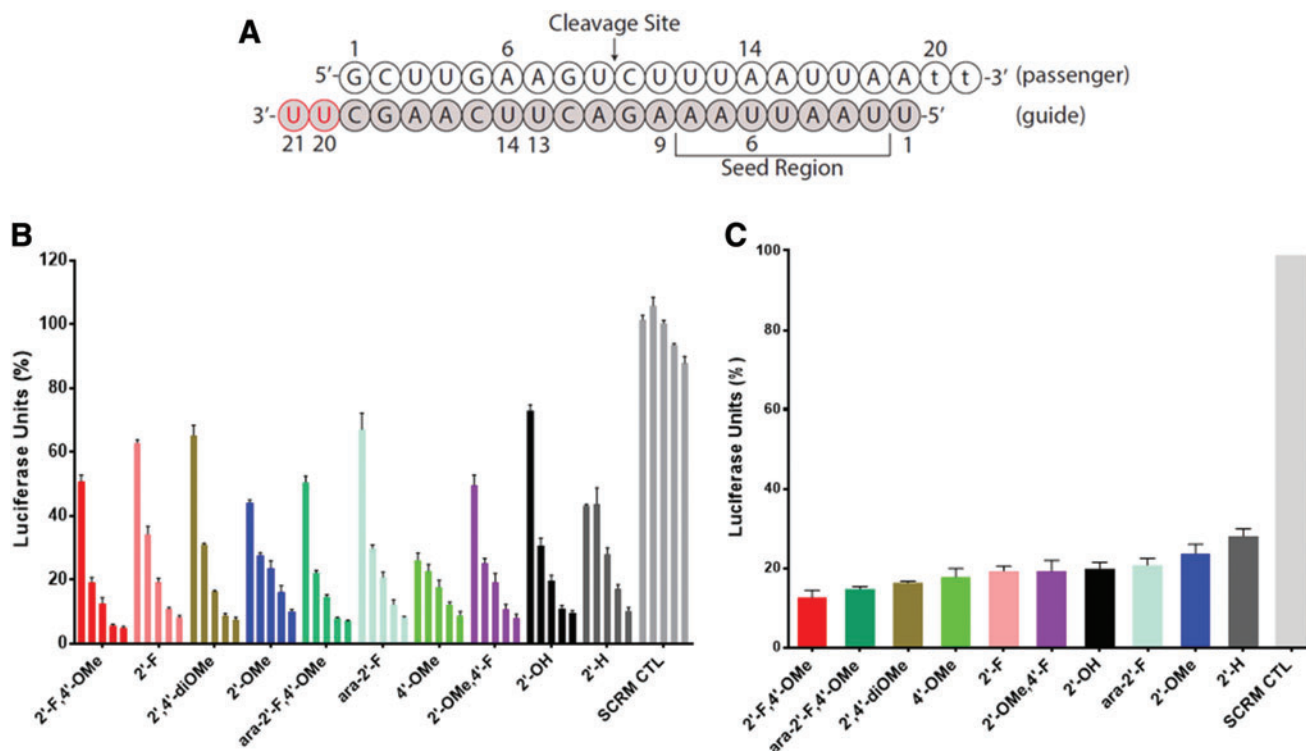 A
Cleavage Site
1 6 14 20
5'-GCUUGAAGUCUUUAAUUAAtt-3' (passenger)
3'-UUCGAACUUCAGAAAUUAAUU-5' (guide)
21 20 14 13 9 6 1
Seed Region
B
Luciferase Units (%)
120
100
80
60
40
20
0
2'-F,4'-OMe
2'-F
2',4'-diOMe
2'-OMe
ara-2'-F,4'-OMe
ara-2'-F
4'-OMe
2'-OMe,4'-F
2'-OH
2'-H
SCRM CTL
C
Luciferase Units (%)
100
80
60
40
20
0
2'-F,4'-OMe
ara-2'-F,4'-OMe
2',4'-diOMe
4'-OMe
2'-F
2'-OMe,4'-F
2'-OH
ara-2'-F
2'-OMe
2'-H
SCRM CTL